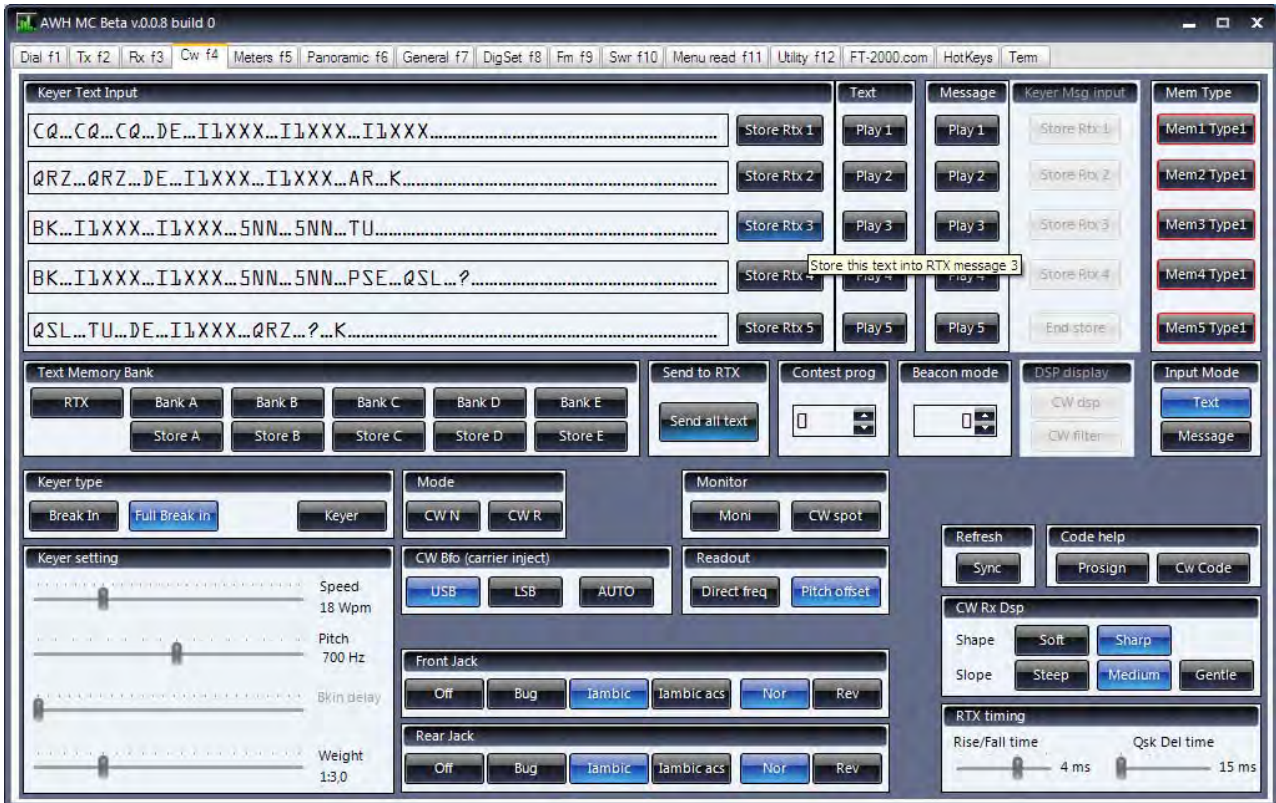 AWH MC Beta v.0.0.8 build 0
Dial f1 Tx f2 Rx f3 Cw f4 Meters f5 Panoramic f6 General f7 DigSet f8 Fm f9 Swr f10 Menu read f11 Utility f12 FT-2000.com HotKeys Term
Keyer Text Input Text Message Keyer Msg input Mem Type
CQ…CQ…CQ…DE…I1XXX…I1XXX…I1XXX…………………… Store Rtx 1 Play 1 Play 1 Store Rtx 1 Mem1 Type1
QRZ…QRZ…DE…I1XXX…I1XXX…AR…K…………………… Store Rtx 2 Play 2 Play 2 Store Rtx 2 Mem2 Type1
BK…I1XXX…I1XXX…5NN…5NN…TU…………………… Store Rtx 3 Play 3 Play 3 Store Rtx 3 Mem3 Type1
Store this text into RTX message 3
BK…I1XXX…I1XXX…5NN…5NN…PSE…QSL…?…………………… Store Rtx 4 Play 4 Play 4 Store Rtx 4 Mem4 Type1
QSL…TU…DE…I1XXX…QRZ…?…K…………………… Store Rtx 5 Play 5 Play 5 End store Mem5 Type1
Text Memory Bank Send to RTX Contest prog Beacon mode DSP display Input Mode
RTX Bank A Bank B Bank C Bank D Bank E CW dsp Text
Send all text 0 0
Store A Store B Store C Store D Store E CW filter Message
Keyer type Mode Monitor
Break In Full Break in Keyer CW N CW R Moni CW spot
Refresh Code help
Sync Prosign Cw Code
Keyer setting CW Bfo (carrier inject) Readout
Speed USB LSB AUTO Direct freq Pitch offset
18 Wpm
CW Rx Dsp
Pitch Shape Soft Sharp
700 Hz
Front Jack
Slope Steep Medium Gentle
Bkin delay Off Bug Iambic Iambic acs Nor Rev
RTX timing
Rear Jack
Rise/Fall time Qsk Del time
Weight Off Bug Iambic Iambic acs Nor Rev 4 ms 15 ms
1:3,0